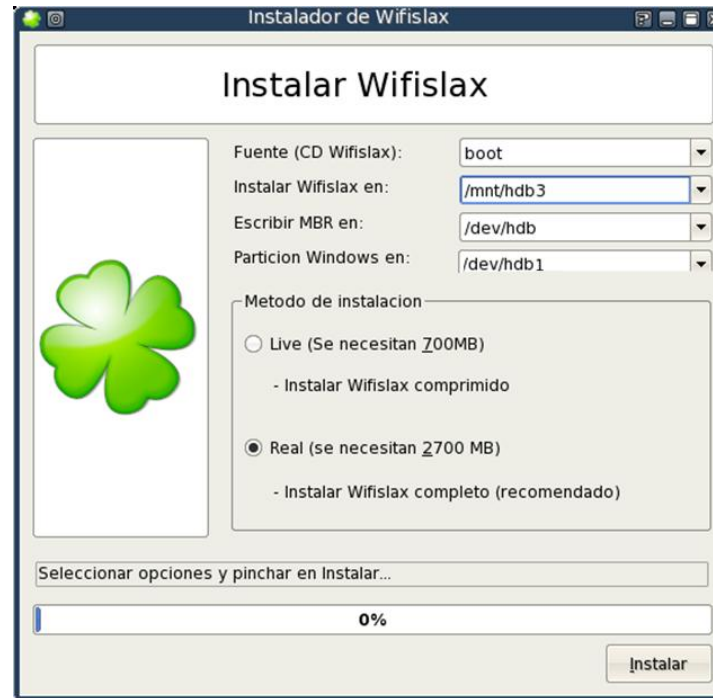 Instalador de Wifislax
Instalar Wifislax
Fuente (CD Wifislax): boot
Instalar Wifislax en: /mnt/hdb3
Escribir MBR en: /dev/hdb
Particion Windows en: /dev/hdb1
Metodo de instalacion
Live (Se necesitan 700MB)
- Instalar Wifislax comprimido
Real (se necesitan 2700 MB)
- Instalar Wifislax completo (recomendado)
Seleccionar opciones y pinchar en Instalar...
0%
Instalar